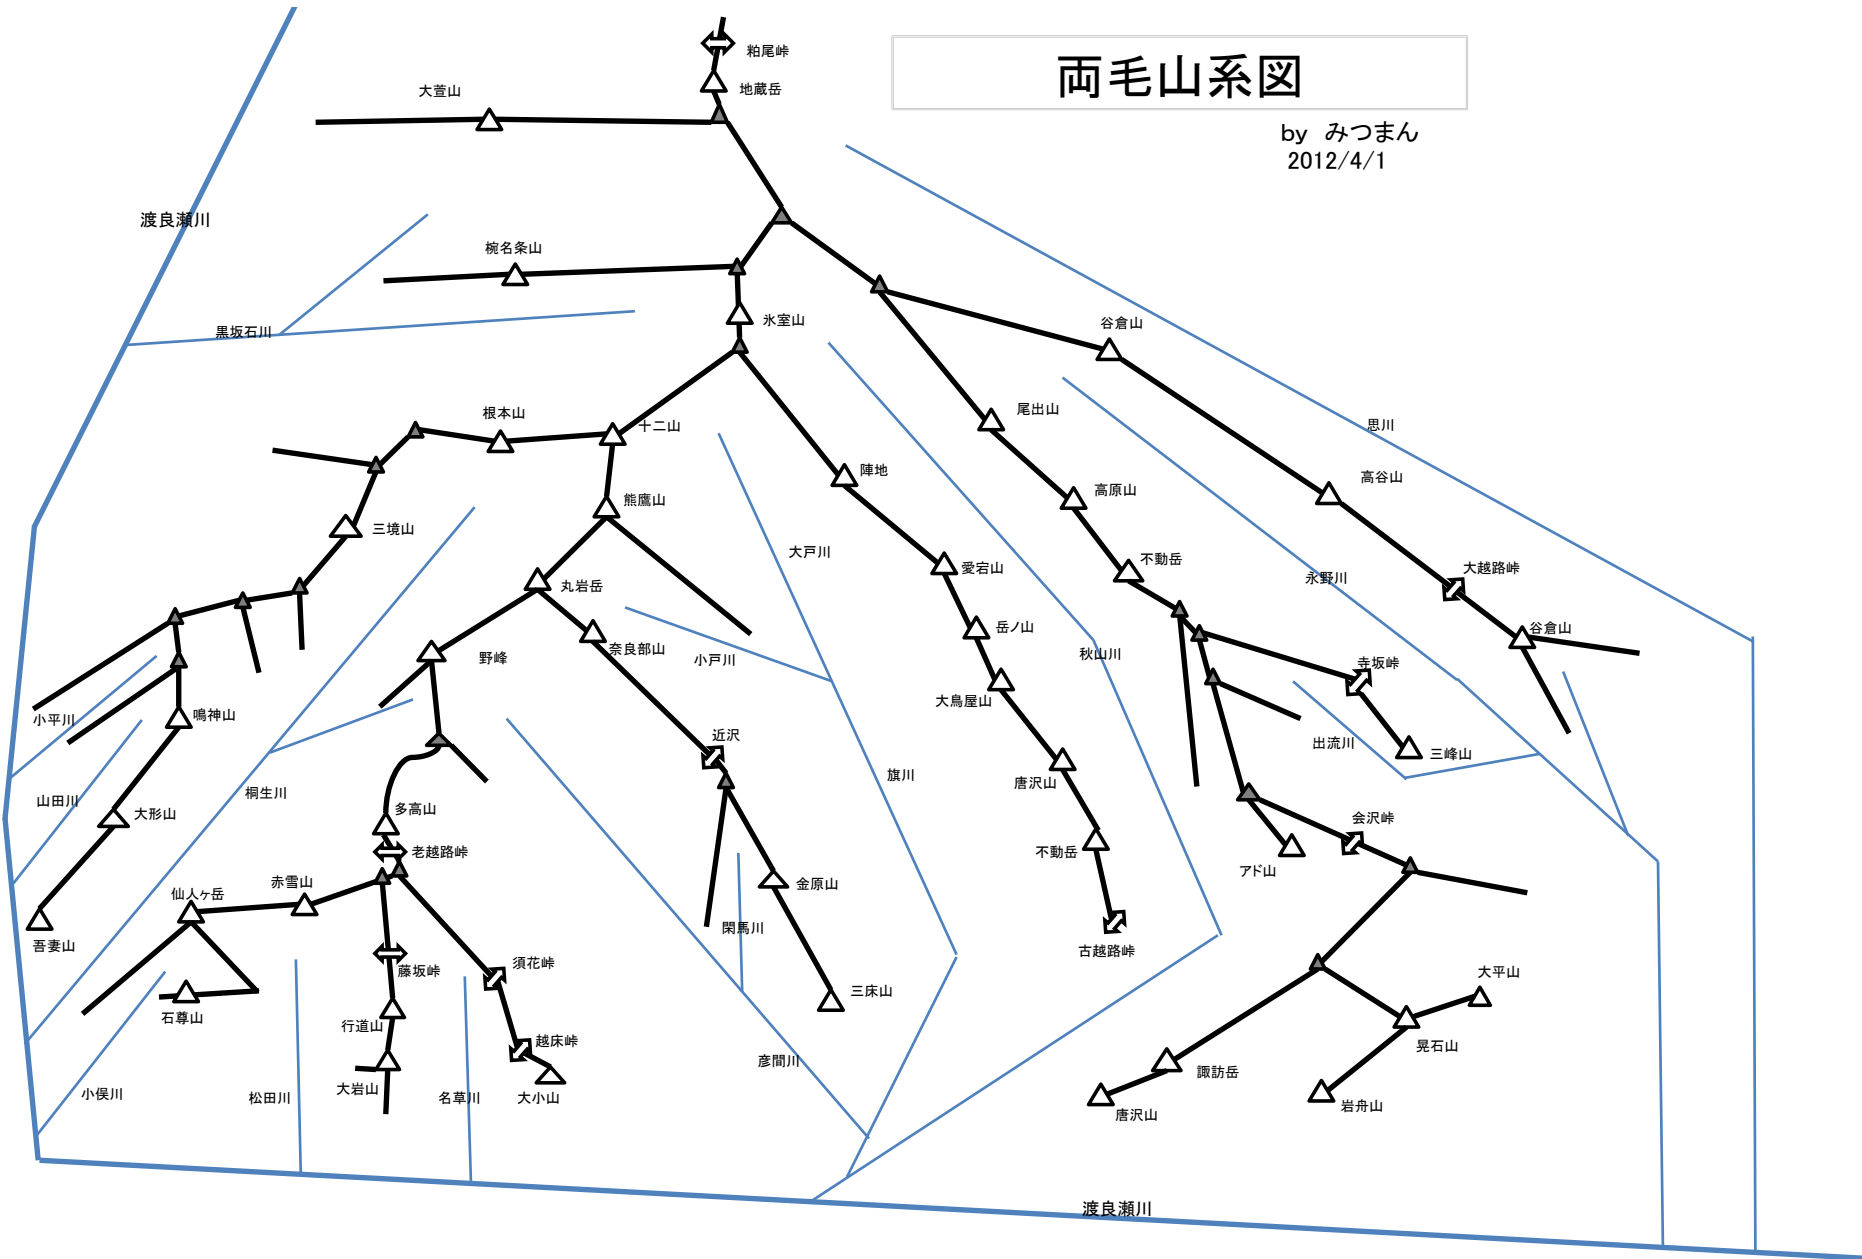 両毛山系図
by みつまん
2012/4/1
粕尾峠
地蔵岳
大萱山
渡良瀬川
椀名条山
黒坂石川
氷室山
谷倉山
尾出山
思川
根本山
十二山
陣地
高原山
高谷山
熊鷹山
三境山
大戸川
愛宕山
不動岳
永野川
大越路峠
丸岩岳
岳ノ山
谷倉山
奈良部山
野峰
小戸川
秋山川
寺坂峠
大鳥屋山
小平川
鳴神山
近沢
出流川
三峰山
旗川
唐沢山
山田川
大形山
桐生川
多高山
会沢峠
老越路峠
不動岳
アド山
仙人ヶ岳
赤雪山
金原山
吾妻山
閑馬川
古越路峠
藤坂峠
須花峠
大平山
三床山
石尊山
行道山
越床峠
晃石山
彦間川
諏訪岳
小俣川
松田川
大岩山
名草川
大小山
唐沢山
岩舟山
渡良瀬川